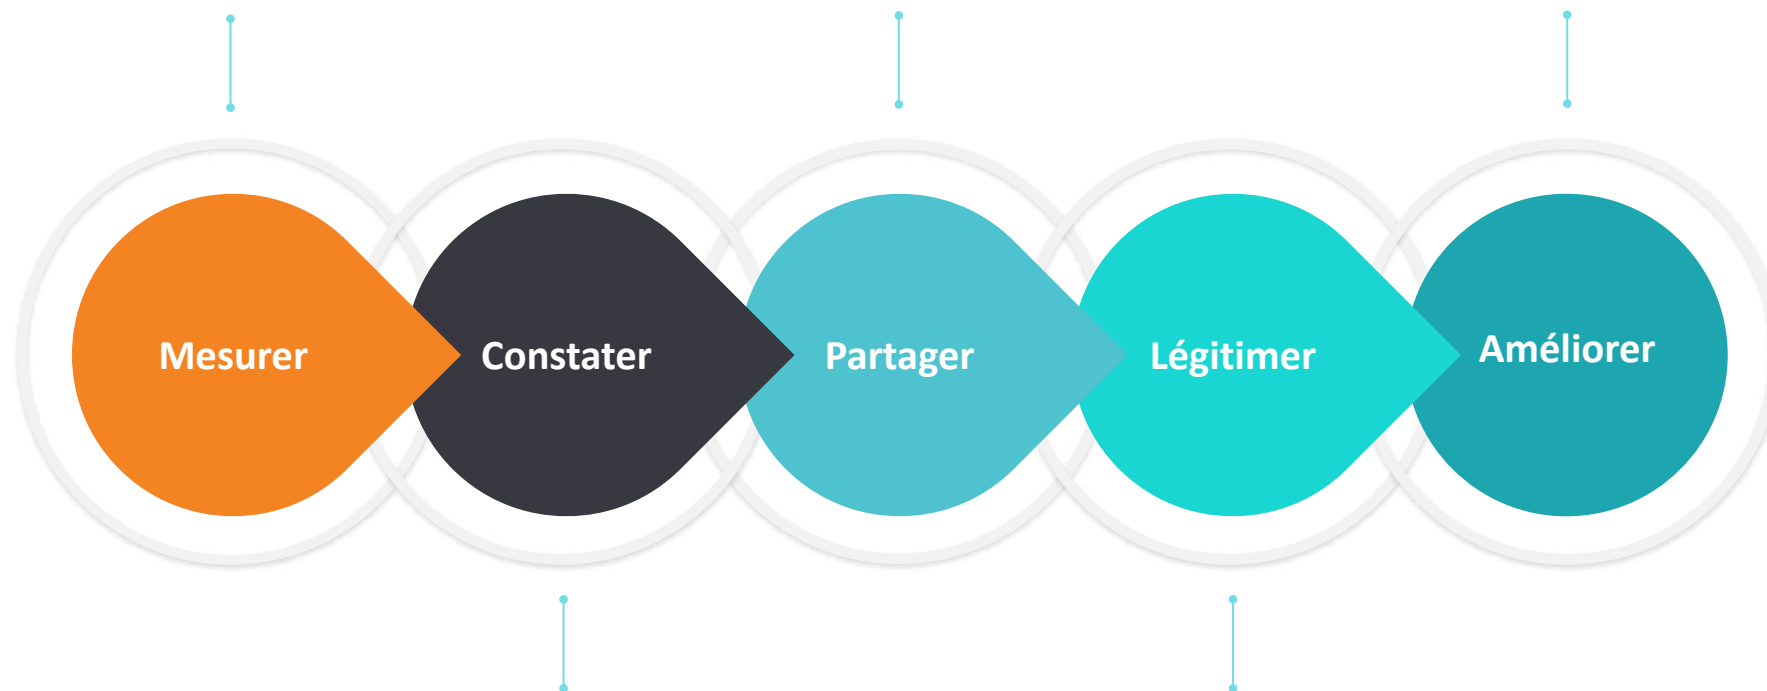 Mesurer
Constater
Partager
Légitimer
Améliorer